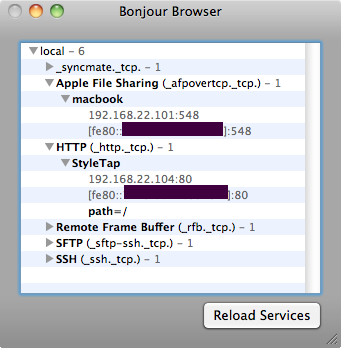 Bonjour Browser
local – 6
_syncmate._tcp. – 1
Apple File Sharing (_afpovertcp._tcp.) – 1
macbook
192.168.22.101:548
[fe80:: ]:548
HTTP (_http._tcp.) – 1
StyleTap
192.168.22.104:80
[fe80:: ]:80
path=/
Remote Frame Buffer (_rfb._tcp.) – 1
SFTP (_sftp-ssh._tcp.) – 1
SSH (_ssh._tcp.) – 1
Reload Services